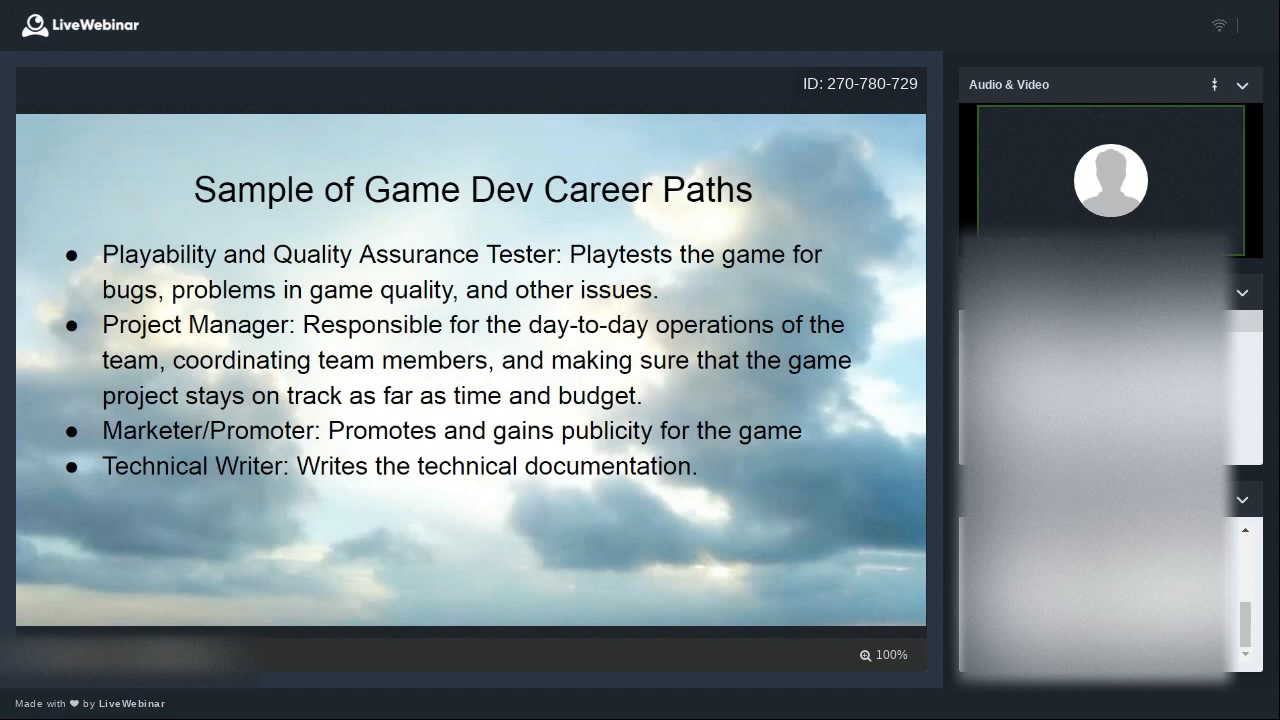 LiveWebinar
ID: 270-780-729
Audio & Video
Sample of Game Dev Career Paths
● Playability and Quality Assurance Tester: Playtests the game for
bugs, problems in game quality, and other issues.
● Project Manager: Responsible for the day-to-day operations of the
team, coordinating team members, and making sure that the game
project stays on track as far as time and budget.
● Marketer/Promoter: Promotes and gains publicity for the game
● Technical Writer: Writes the technical documentation.
100%
Made with ❤ by LiveWebinar